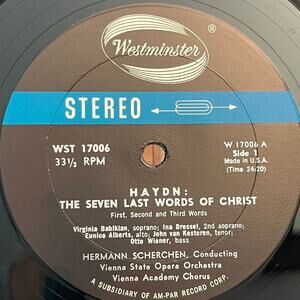 Westminster®
STEREO
WST 17006
33⅓ RPM
W 17006 A
Side 1
Made in U.S.A.
(Time 24:20)
HAYDN:
THE SEVEN LAST WORDS OF CHRIST
First, Second and Third Words
Virginia Babikian, soprano; Ina Dressel, 2nd soprano;
Eunice Alberts, alto; John van Kesteren, tenor;
Otto Wiener, bass
HERMANN SCHERCHEN, Conducting
Vienna State Opera Orchestra
Vienna Academy Chorus
A SUBSIDIARY OF AM-PAR RECORD CORP.